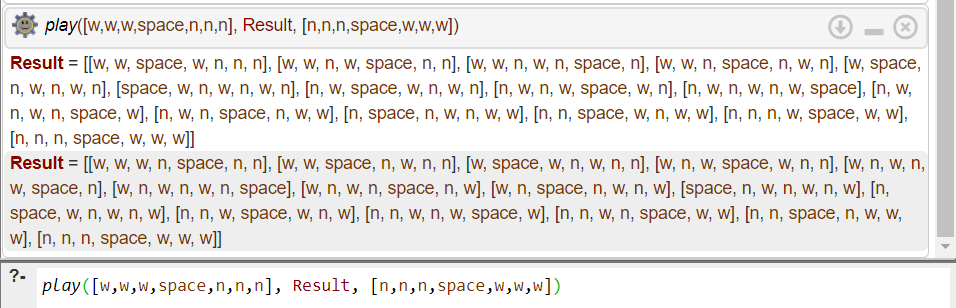 play([w,w,w,space,n,n,n], Result, [n,n,n,space,w,w,w])
Result = [[w, w, space, w, n, n, n], [w, w, n, w, space, n, n], [w, w, n, w, n, space, n], [w, w, n, space, n, w, n], [w, space,
n, w, n, w, n], [space, w, n, w, n, w, n], [n, w, space, w, n, w, n], [n, w, n, w, space, w, n], [n, w, n, w, n, w, space], [n, w,
n, w, n, space, w], [n, w, n, space, n, w, w], [n, space, n, w, n, w, w], [n, n, space, w, n, w, w], [n, n, n, w, space, w, w],
[n, n, n, space, w, w, w]]
Result = [[w, w, w, n, space, n, n], [w, w, space, n, w, n, n], [w, space, w, n, w, n, n], [w, n, w, space, w, n, n], [w, n, w, n,
w, space, n], [w, n, w, n, w, n, space], [w, n, w, n, space, n, w], [w, n, space, n, w, n, w], [space, n, w, n, w, n, w], [n,
space, w, n, w, n, w], [n, n, w, space, w, n, w], [n, n, w, n, w, space, w], [n, n, w, n, space, w, w], [n, n, space, n, w, w,
w], [n, n, n, space, w, w, w]]
?- play([w,w,w,space,n,n,n], Result, [n,n,n,space,w,w,w])